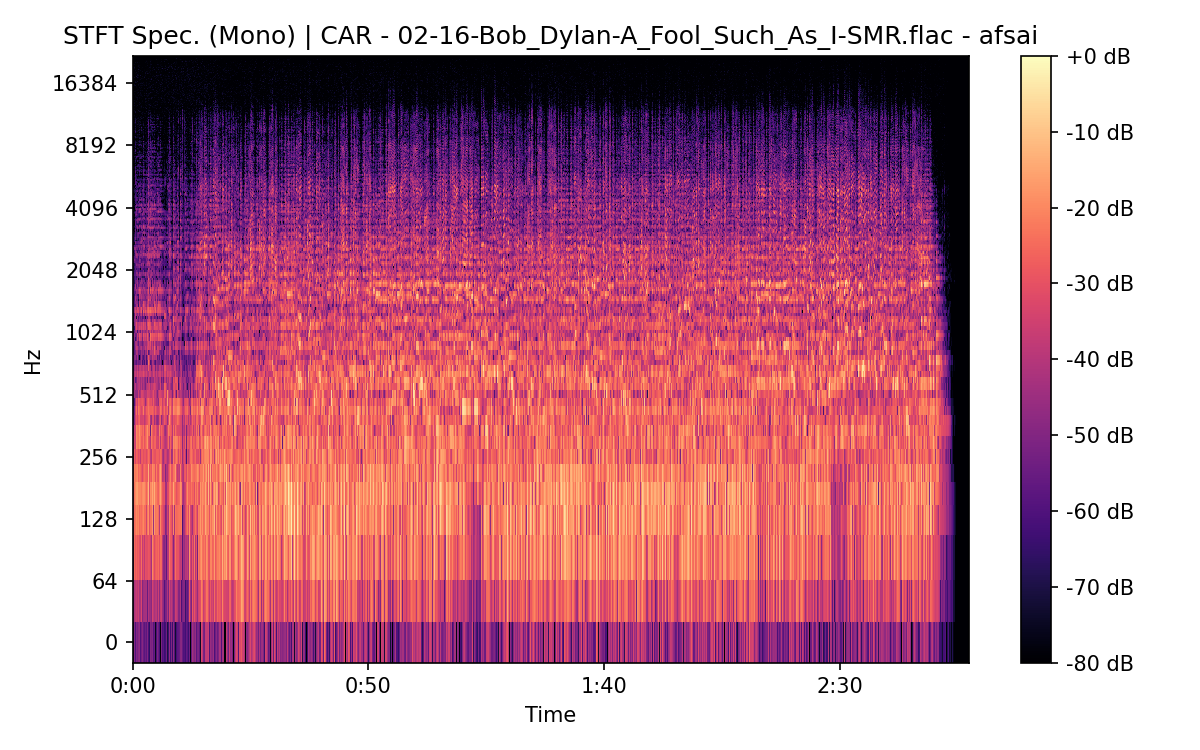 STFT Spec. (Mono) | CAR - 02-16-Bob_Dylan-A_Fool_Such_As_I-SMR.flac - afsai
Hz
16384
8192
4096
2048
1024
512
256
128
64
0
0:00
0:50
1:40
2:30
Time
+0 dB
-10 dB
-20 dB
-30 dB
-40 dB
-50 dB
-60 dB
-70 dB
-80 dB